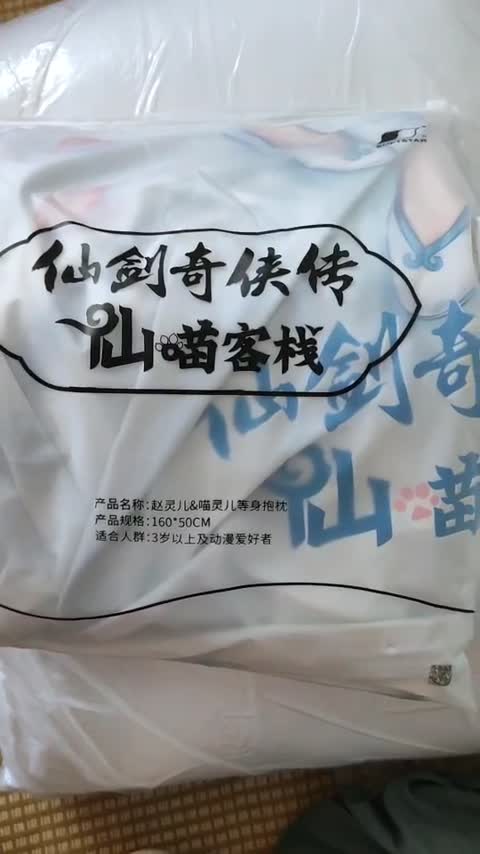 SOFTSTAR
仙剑奇侠传
仙喵客栈
仙剑奇
仙喵
产品名称:赵灵儿&喵灵儿等身抱枕
产品规格:160*50CM
适合人群:3岁以上及动漫爱好者